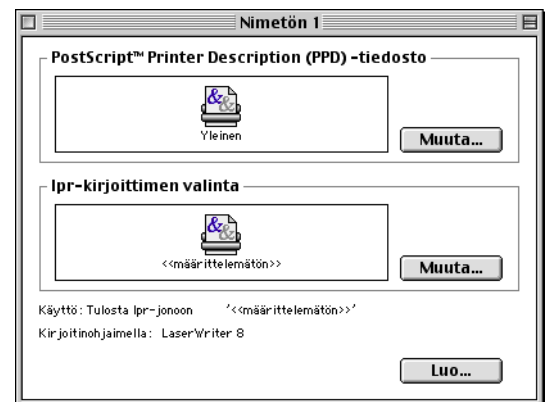 Nimetön 1
PostScript™ Printer Description (PPD) -tiedosto
Yleinen
Muuta...
lpr-kirjoittimen valinta
<<määrittelemätön>>
Muuta...
Käyttö: Tulosta lpr-jonoon '<<määrittelemätön>>'
Kirjoitinohjaimella: LaserWriter 8
Luo...